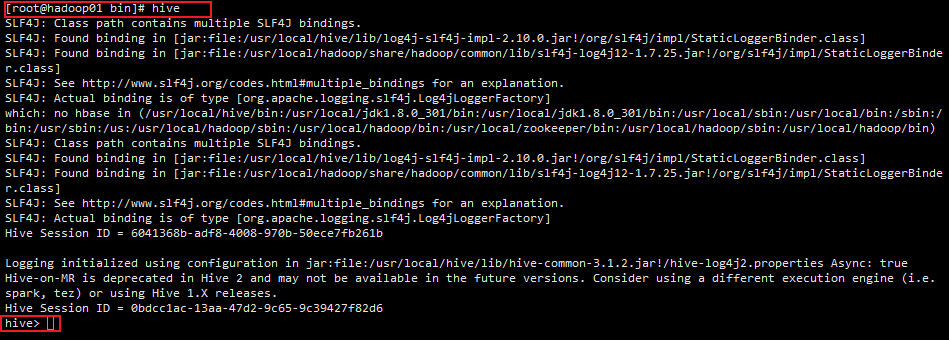 [root@hadoop01 bin]# hive
SLF4J: Class path contains multiple SLF4J bindings.
SLF4J: Found binding in [jar:file:/usr/local/hive/lib/log4j-slf4j-impl-2.10.0.jar!/org/slf4j/impl/StaticLoggerBinder.class]
SLF4J: Found binding in [jar:file:/usr/local/hadoop/share/hadoop/common/lib/slf4j-log4j12-1.7.25.jar!/org/slf4j/impl/StaticLoggerBinde
r.class]
SLF4J: See http://www.slf4j.org/codes.html#multiple_bindings for an explanation.
SLF4J: Actual binding is of type [org.apache.logging.slf4j.Log4jLoggerFactory]
which: no hbase in (/usr/local/hive/bin:/usr/local/jdk1.8.0_301/bin:/usr/local/jdk1.8.0_301/bin:/usr/local/sbin:/usr/local/bin:/sbin:/
bin:/usr/sbin:/usr/bin:/us:/usr/local/hadoop/sbin:/usr/local/hadoop/bin:/usr/local/zookeeper/bin:/usr/local/hadoop/sbin:/usr/local/hadoop/bin)
SLF4J: Class path contains multiple SLF4J bindings.
SLF4J: Found binding in [jar:file:/usr/local/hive/lib/log4j-slf4j-impl-2.10.0.jar!/org/slf4j/impl/StaticLoggerBinder.class]
SLF4J: Found binding in [jar:file:/usr/local/hadoop/share/hadoop/common/lib/slf4j-log4j12-1.7.25.jar!/org/slf4j/impl/StaticLoggerBinde
r.class]
SLF4J: See http://www.slf4j.org/codes.html#multiple_bindings for an explanation.
SLF4J: Actual binding is of type [org.apache.logging.slf4j.Log4jLoggerFactory]
Hive Session ID = 6041368b-adf8-4008-970b-50ece7fb261b
Logging initialized using configuration in jar:file:/usr/local/hive/lib/hive-common-3.1.2.jar!/hive-log4j2.properties Async: true
Hive-on-MR is deprecated in Hive 2 and may not be available in the future versions. Consider using a different execution engine (i.e.
spark, tez) or using Hive 1.X releases.
Hive Session ID = 0bdcc1ac-13aa-47d2-9c65-9c39427f82d6
hive>